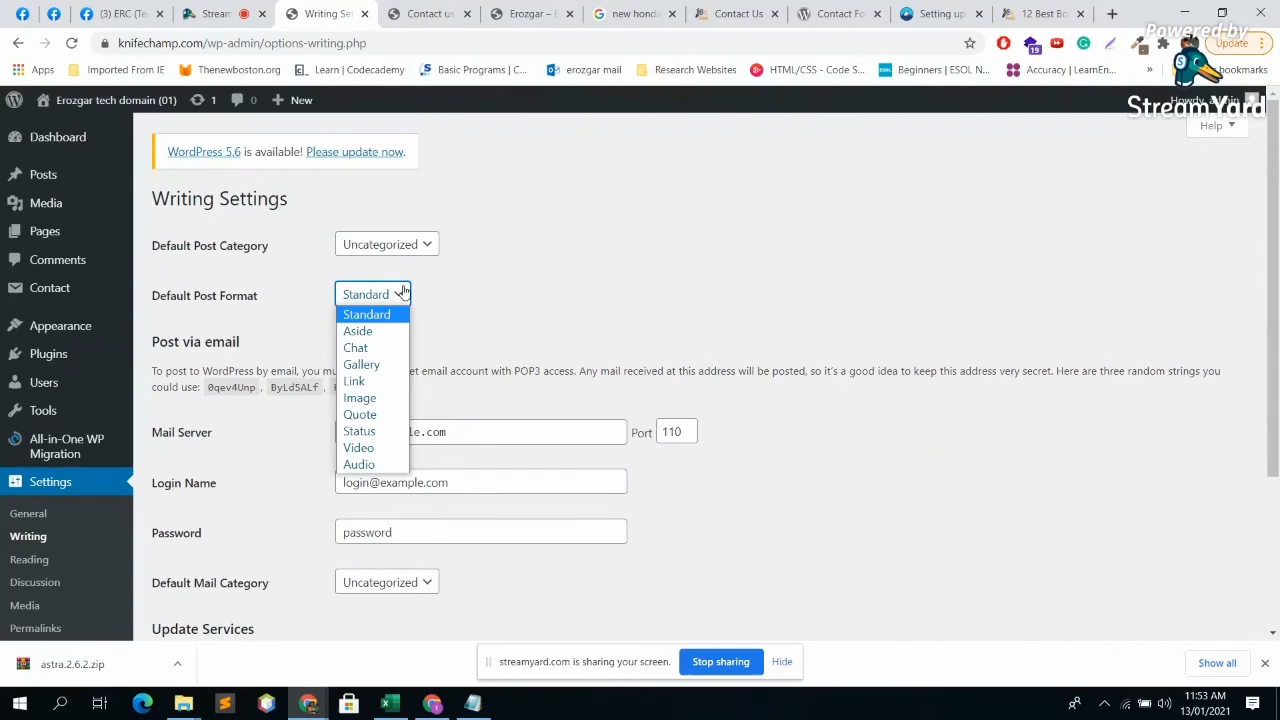 (3) ERC (Te
Stream
Writing Se
Contact us
Erozgar – E
new honda
Contact Us
Contact Fo
Setting up
12 Best Bo
knifechamp.com/wp-admin/options-writing.php
Update
Powered by
Apps
Imported From IE
Thenewboston.org
Learn | Codecademy
Basic Programs | C...
erozgar mail
Research Websites
HTML/CSS - Code S...
Beginners | ESOL N...
Accuracy | LearnEn...
bookmarks
19
StreamYard
Erozgar tech domain (01)
1
0
New
Howdy, admin
Help
Dashboard
Posts
Media
Pages
Comments
Contact
Appearance
Plugins
Users
Tools
All-in-One WP
Migration
Settings
General
Writing
Reading
Discussion
Media
Permalinks
WordPress 5.6 is available! Please update now.
Writing Settings
Default Post Category
Uncategorized
Default Post Format
Standard
Standard
Aside
Chat
Gallery
Link
Image
Quote
Status
Video
Audio
Post via email
To post to WordPress by email, you mu et email account with POP3 access. Any mail received at this address will be posted, so it's a good idea to keep this address very secret. Here are three random strings you
could use: 0qev4Unp , ByLd5ALf ,
Mail Server
le.com
Port 110
Login Name
login@example.com
Password
password
Default Mail Category
Uncategorized
Update Services
astra.2.6.2.zip
streamyard.com is sharing your screen.
Stop sharing
Hide
Show all
11:53 AM
13/01/2021